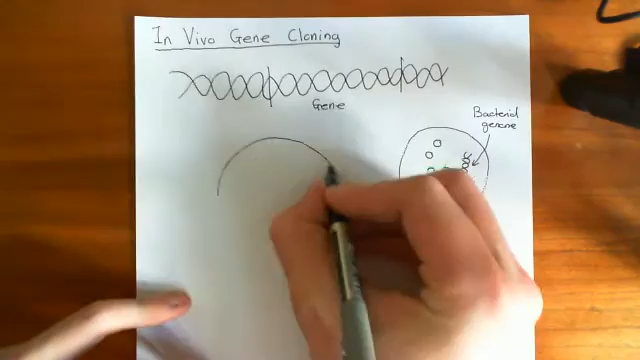 In Vivo Gene Cloning
Gene
Bacterial
genome